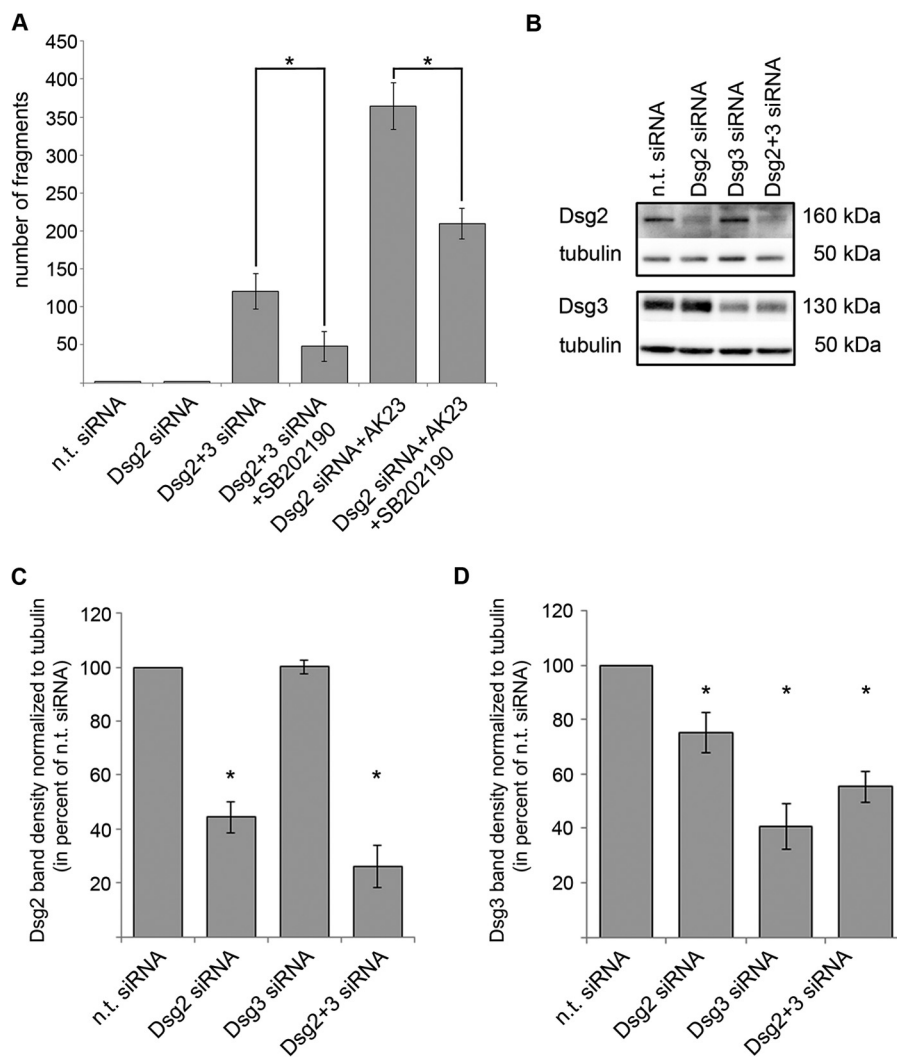 A
number of fragments
450
400
350
300
250
200
150
100
50
*
*
n.t. siRNA
Dsg2 siRNA
Dsg2+3 siRNA
Dsg2+3 siRNA
+SB202190
Dsg2 siRNA+AK23
Dsg2 siRNA+AK23
+SB202190
B
n.t. siRNA
Dsg2 siRNA
Dsg3 siRNA
Dsg2+3 siRNA
Dsg2 160 kDa
tubulin 50 kDa
Dsg3 130 kDa
tubulin 50 kDa
C
Dsg2 band density normalized to tubulin
(in percent of n.t. siRNA)
120
100
80
60
40
20
*
*
n.t. siRNA
Dsg2 siRNA
Dsg3 siRNA
Dsg2+3 siRNA
D
Dsg3 band density normalized to tubulin
(in percent of n.t. siRNA)
120
100
80
60
40
20
*
*
*
n.t. siRNA
Dsg2 siRNA
Dsg3 siRNA
Dsg2+3 siRNA